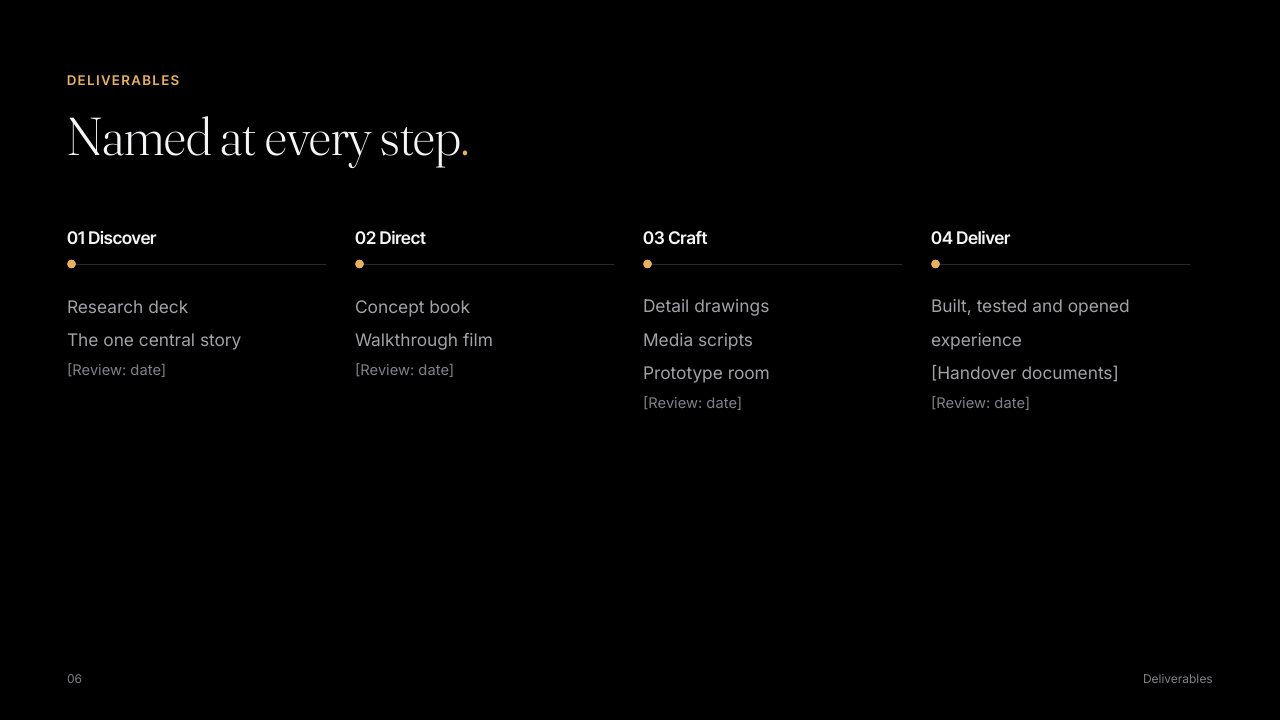 DELIVERABLES
Named at every step.
01 Discover
Research deck
The one central story
[Review: date]
02 Direct
Concept book
Walkthrough film
[Review: date]
03 Craft
Detail drawings
Media scripts
Prototype room
[Review: date]
04 Deliver
Built, tested and opened
experience
[Handover documents]
[Review: date]
06
Deliverables